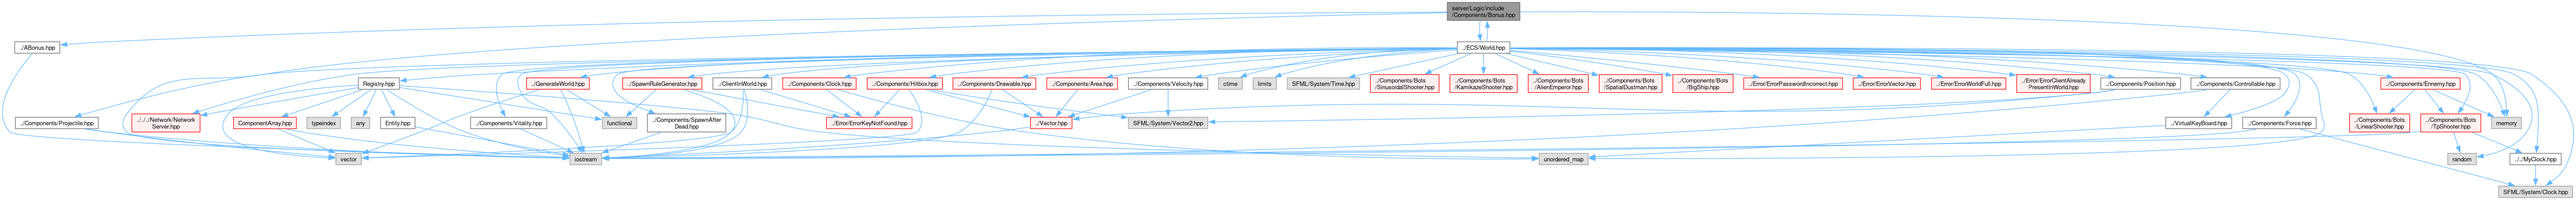 server/Logic/include
/Components/Bonus.hpp
../ABonus.hpp
../ECS/World.hpp
Registry.hpp
../GenerateWorld.hpp
../SpawnRuleGenerator.hpp
../ClientInWorld.hpp
../Components/Clock.hpp
../Components/Hitbox.hpp
../Components/Drawable.hpp
../Components/Area.hpp
../Components/Velocity.hpp
ctime
limits
SFML/System/Time.hpp
../Components/Bots
/SinusoidalShooter.hpp
../Components/Bots
/KamikazeShooter.hpp
../Components/Bots
/AlienEmperor.hpp
../Components/Bots
/SpatialDustman.hpp
../Components/Bots
/BigShip.hpp
../Error/ErrorPasswordIncorrect.hpp
../Error/ErrorVector.hpp
../Error/ErrorWorldFull.hpp
../Error/ErrorClientAlready
PresentInWorld.hpp
../Components/Position.hpp
../Components/Controllable.hpp
../Components/Ennemy.hpp
../Components/Projectile.hpp
../../../Network/Network
Server.hpp
ComponentArray.hpp
typeindex
any
Entity.hpp
../Components/Vitality.hpp
functional
../Components/SpawnAfter
Dead.hpp
../Error/ErrorKeyNotFound.hpp
../Vector.hpp
SFML/System/Vector2.hpp
../VirtualKeyBoard.hpp
../Components/Force.hpp
../Components/Bots
/LinearShooter.hpp
../Components/Bots
/TpShooter.hpp
memory
vector
iostream
unordered_map
random
../../MyClock.hpp
SFML/System/Clock.hpp